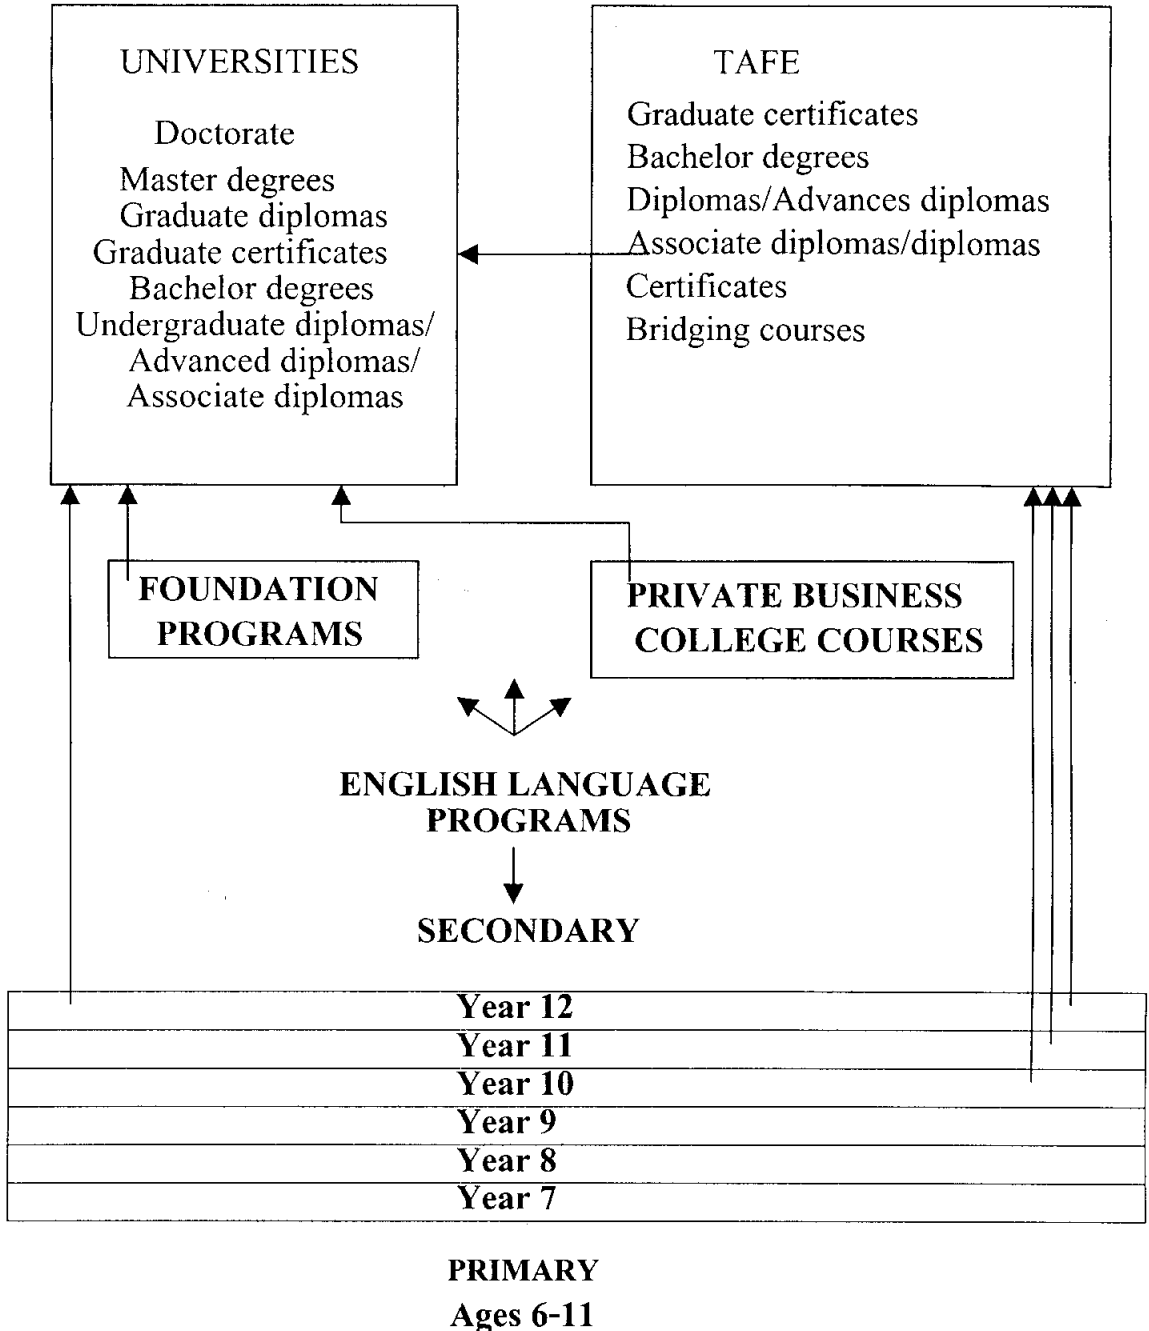 UNIVERSITIES
Doctorate
Master degrees
Graduate diplomas
Graduate certificates
Bachelor degrees
Undergraduate diplomas/
Advanced diplomas/
Associate diplomas
TAFE
Graduate certificates
Bachelor degrees
Diplomas/Advances diplomas
Associate diplomas/diplomas
Certificates
Bridging courses
FOUNDATION
PROGRAMS
PRIVATE BUSINESS
COLLEGE COURSES
ENGLISH LANGUAGE
PROGRAMS
SECONDARY
Year 12
Year 11
Year 10
Year 9
Year 8
Year 7
PRIMARY
Ages 6-11